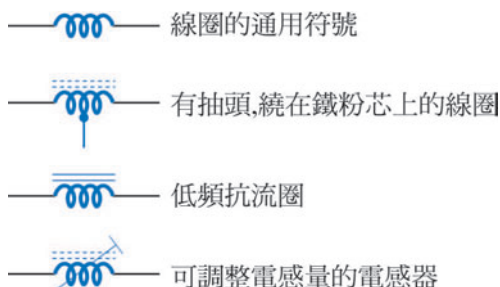 線圈的通用符號
有抽頭,繞在鐵粉芯上的線圈
低頻抗流圈
可調整電感量的電感器